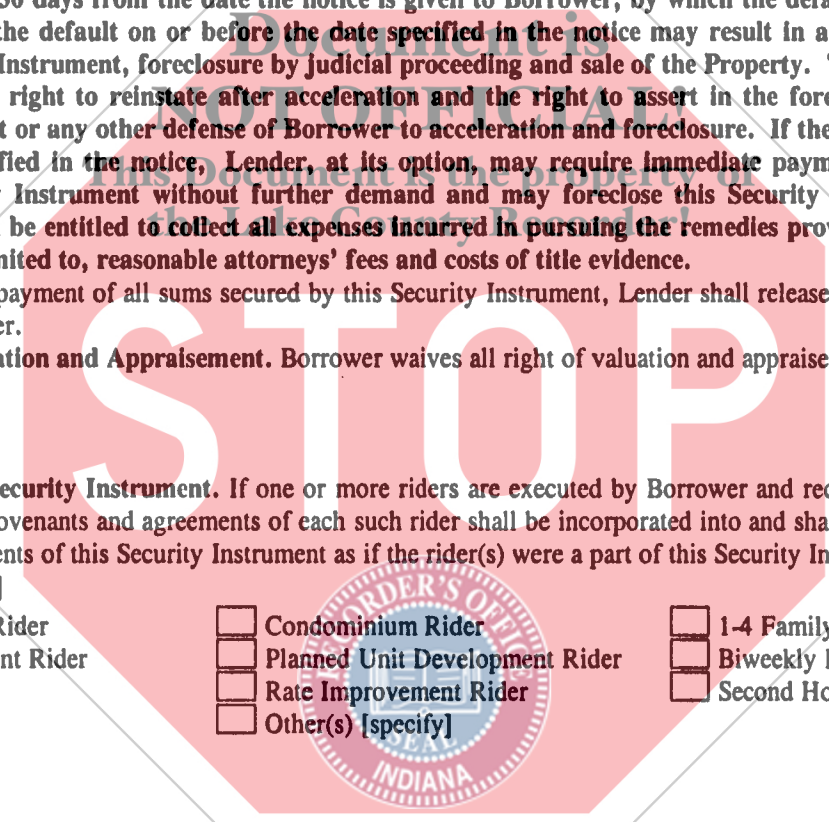 30 days from the date the notice is given to Borrower, by which the
the default on or before the date specified in the notice may result in a
Instrument, foreclosure by judicial proceeding and sale of the Property.
right to reinstate after acceleration and the right to assert in the
t or any other defense of Borrower to acceleration and foreclosure. If the
fied in the notice, Lender, at its option, may require immediate paym
Instrument without further demand and may foreclose this Security
be entitled to collect all expenses incurred in pursuing the remedies prov
nited to, reasonable attorneys' fees and costs of title evidence.
payment of all sums secured by this Security Instrument, Lender shall release
er.
ation and Appraisement. Borrower waives all right of valuation and appraise
ecurity Instrument. If one or more riders are executed by Borrower and rec
ovenants and agreements of each such rider shall be incorporated into and sha
ents of this Security Instrument as if the rider(s) were a part of this Security In
]
Rider
Condominium Rider
1-4 Family
nt Rider
Planned Unit Development Rider
Biweekly
Rate Improvement Rider
Second Ho
Other(s) [specify]
Document is
NOT OFFICIAL!
This Document is the property of
the Lake County Recorder!
STOP
RECORDER'S OFFICE
SEAL
INDIANA